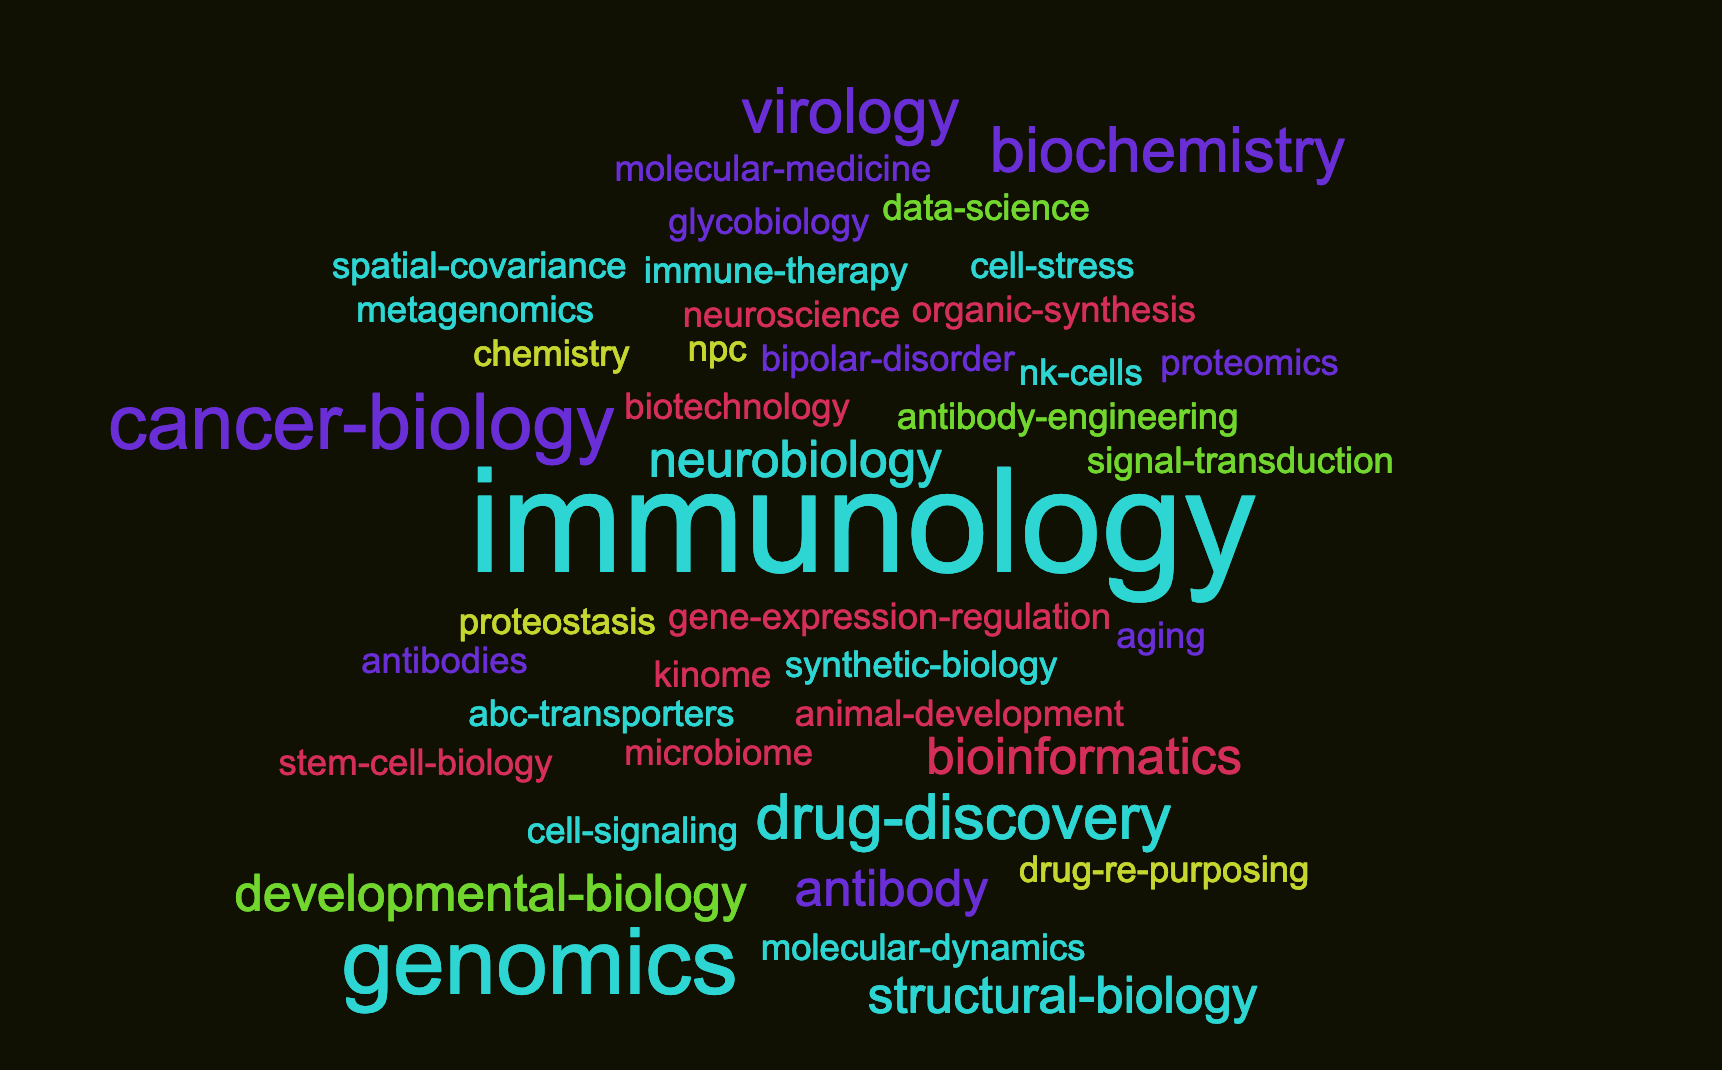 virology
biochemistry
molecular-medicine
data-science
glycobiology
spatial-covariance
immune-therapy
cell-stress
metagenomics
neuroscience
organic-synthesis
chemistry
npc
bipolar-disorder
nk-cells
proteomics
cancer-biology
biotechnology
antibody-engineering
neurobiology
signal-transduction
immunology
proteostasis
gene-expression-regulation
aging
antibodies
kinome
synthetic-biology
abc-transporters
animal-development
stem-cell-biology
microbiome
bioinformatics
cell-signaling
drug-discovery
developmental-biology
antibody
drug-re-purposing
genomics
molecular-dynamics
structural-biology